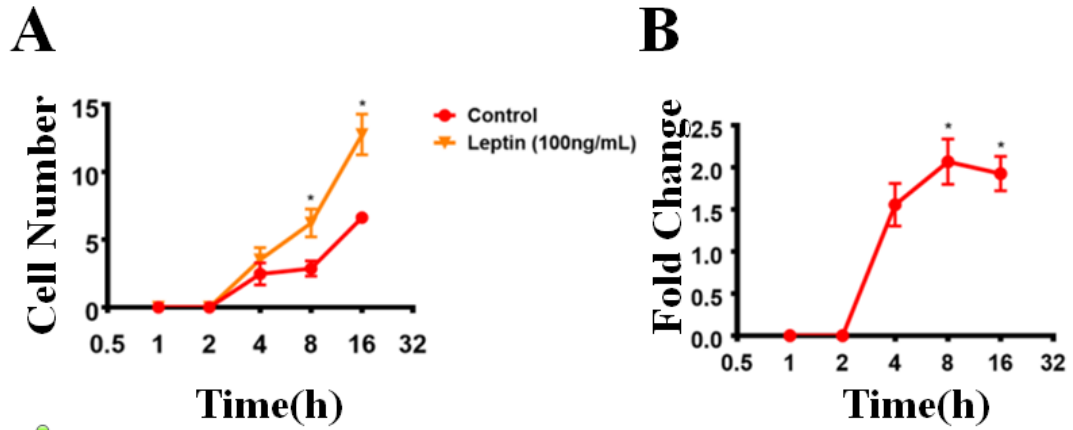 A
B
Cell Number
15
10
5
0
0.5 1 2 4 8 16 32
Time(h)
* *
Control
Leptin (100ng/mL)
Fold Change
2.5
2.0
1.5
1.0
0.5
0.0
0.5 1 2 4 8 16 32
Time(h)
* *